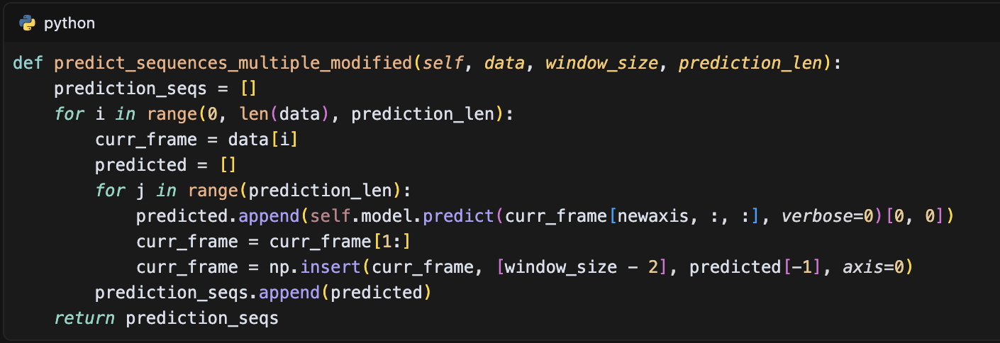 python
def predict_sequences_multiple_modified(self, data, window_size, prediction_len):
    prediction_seqs = []
    for i in range(0, len(data), prediction_len):
        curr_frame = data[i]
        predicted = []
        for j in range(prediction_len):
            predicted.append(self.model.predict(curr_frame[newaxis, :, :], verbose=0)[0, 0])
            curr_frame = curr_frame[1:]
            curr_frame = np.insert(curr_frame, [window_size - 2], predicted[-1], axis=0)
        prediction_seqs.append(predicted)
    return prediction_seqs